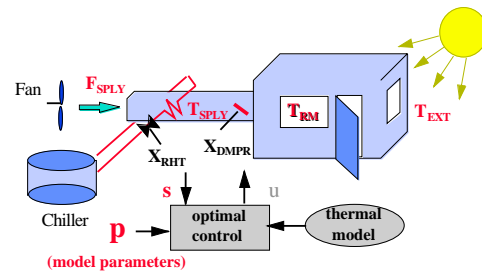 Fan
F_SPLY
T_SPLY
T_RM
T_EXT
X_RHT
X_DMPR
Chiller
s
u
p
optimal
control
thermal
model
(model parameters)